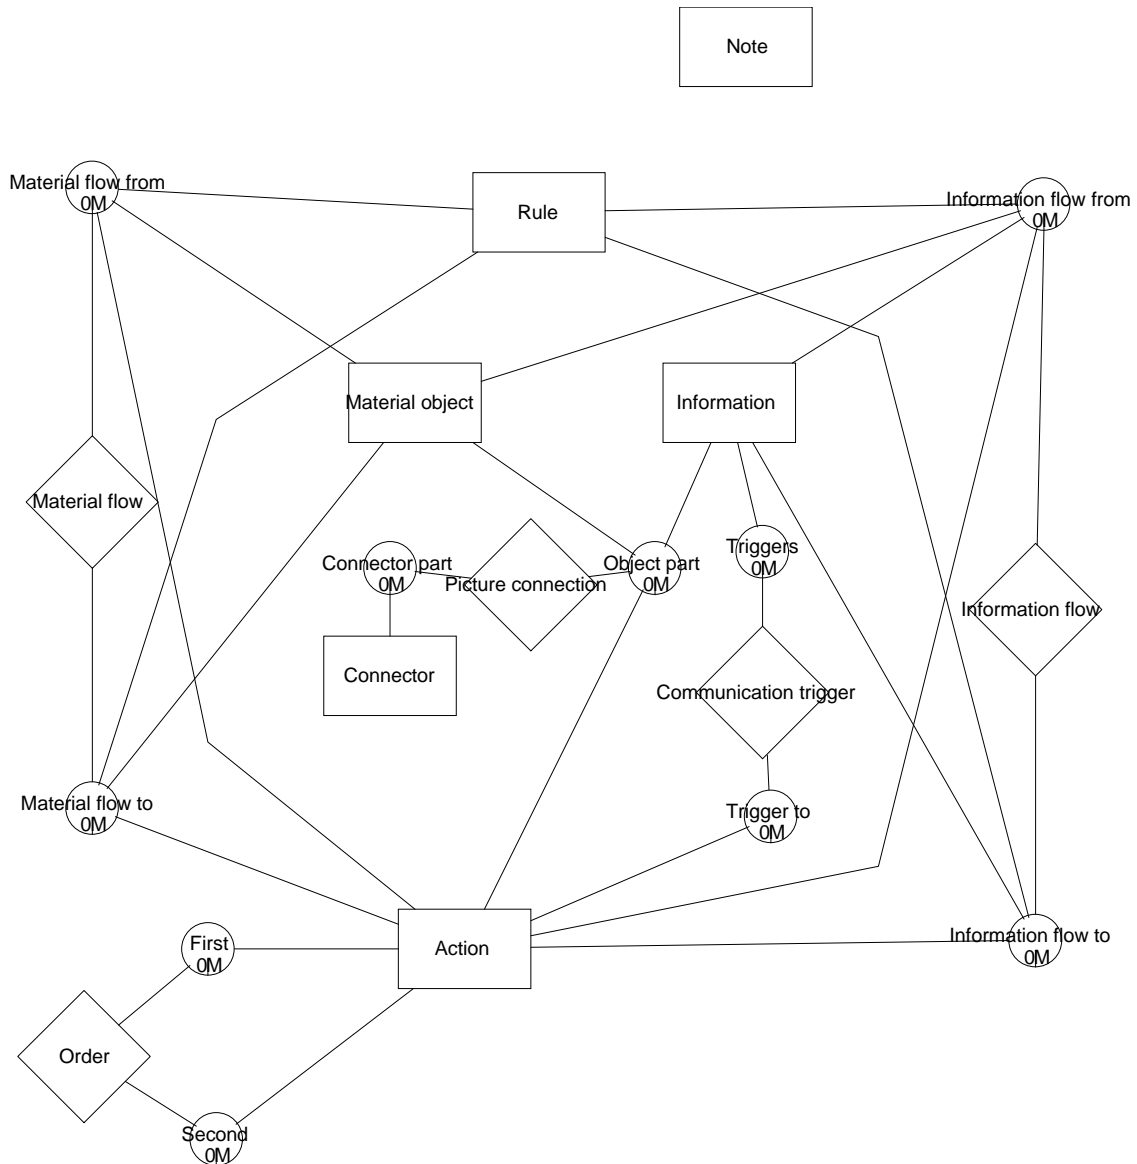 Note
Material flow from
0M
Rule
Information flow from
0M
Material object
Information
Material flow
Connector part
0M
Picture connection
Object part
0M
Triggers
0M
Information flow
Connector
Communication trigger
Material flow to
0M
Trigger to
0M
First
0M
Action
Information flow to
0M
Order
Second
0M